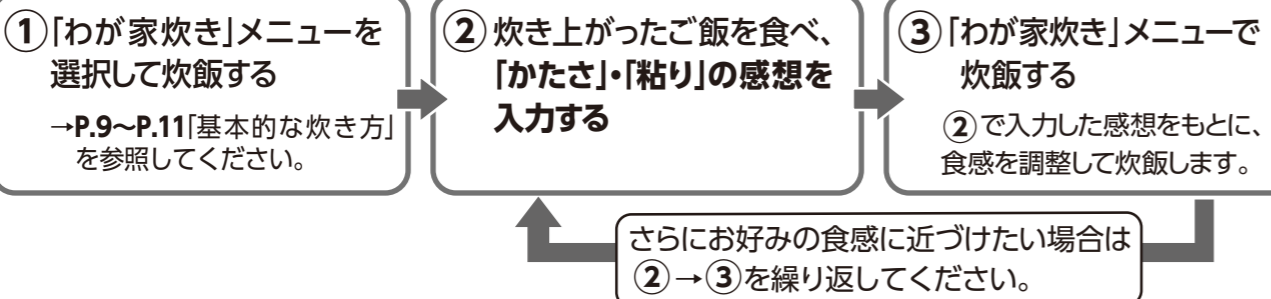 ①「わが家炊き」メニューを
選択して炊飯する
→P.9〜P.11「基本的な炊き方」
を参照してください。
②炊き上がったご飯を食べ、
「かたさ」・「粘り」の感想を
入力する
③「わが家炊き」メニューで
炊飯する
②で入力した感想をもとに、
食感を調整して炊飯します。
さらにお好みの食感に近づけたい場合は
②→③を繰り返してください。